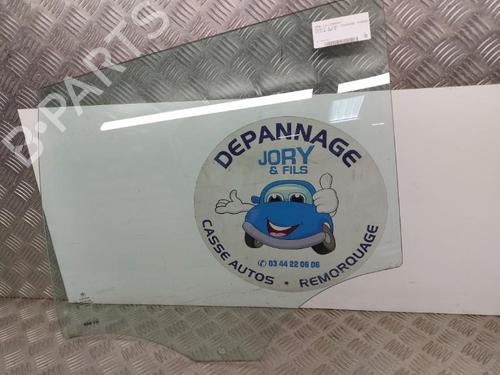 B-PARTS
DEPANNAGE
JORY
& FILS
✆ 03 44 22 06 06
CASSE AUTOS • REMORQUAGE